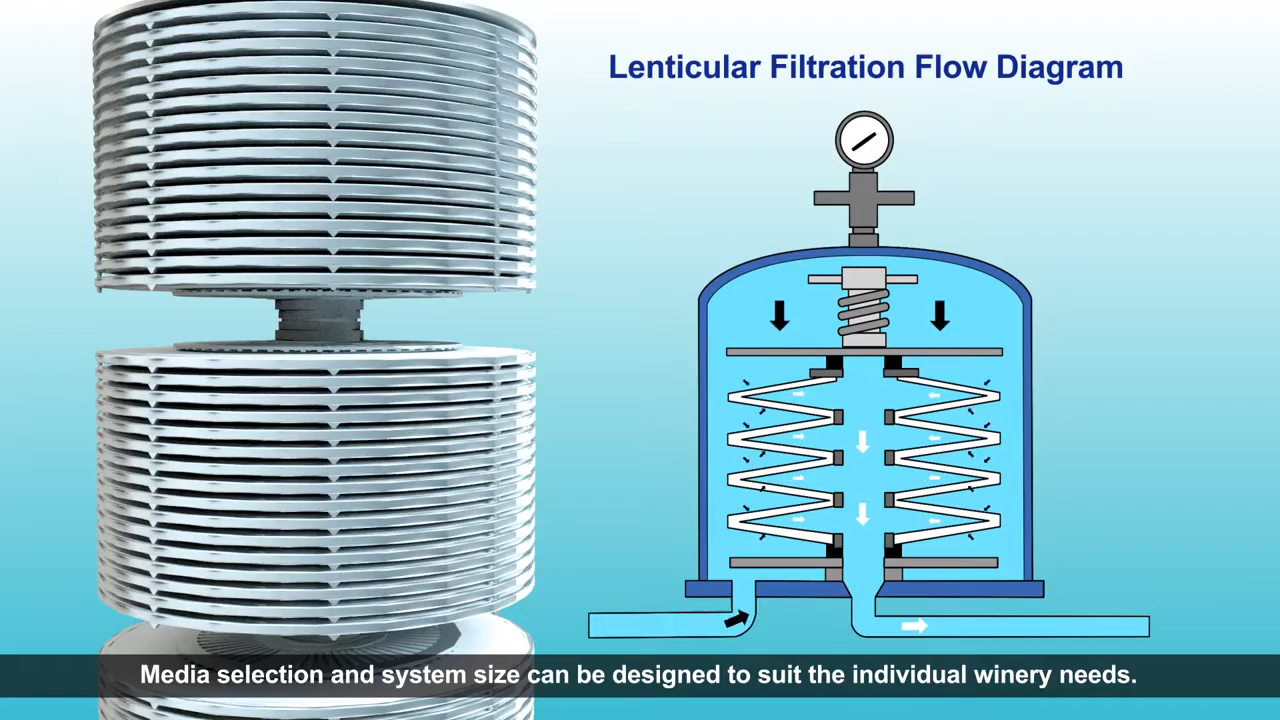 Lenticular Filtration Flow Diagram
Media selection and system size can be designed to suit the individual winery needs.